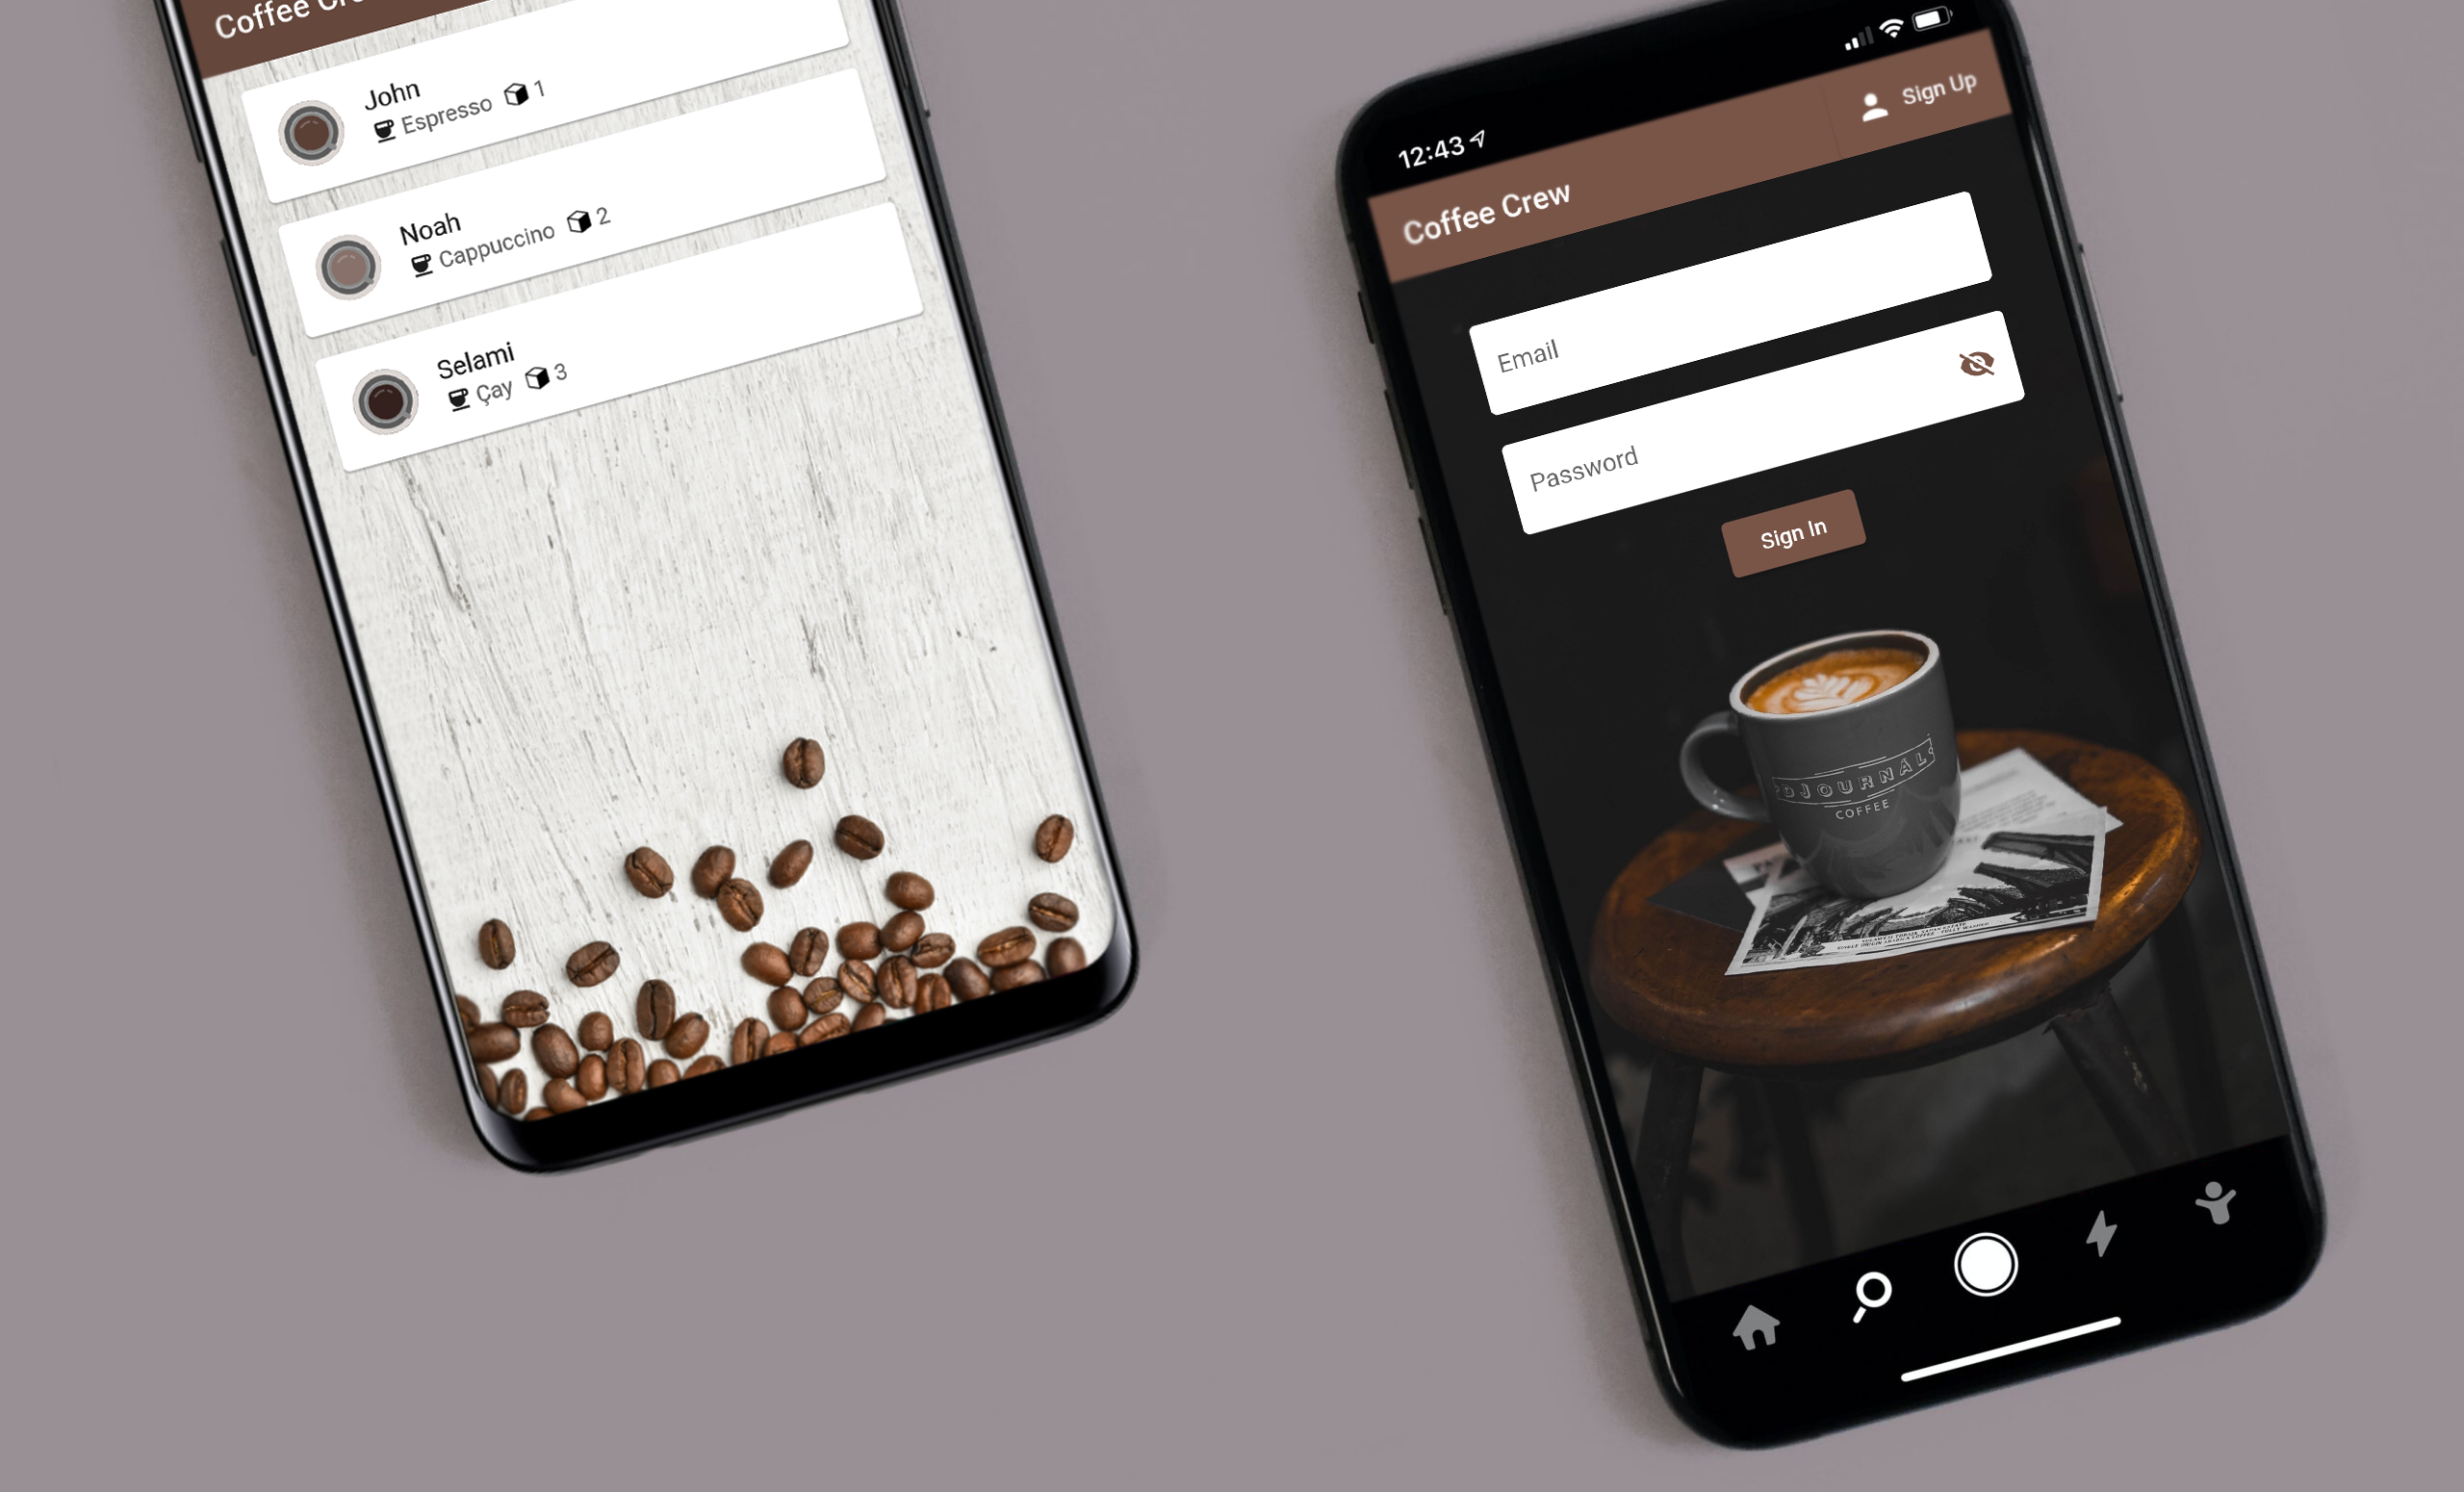 Coffee Cr
John
Espresso 1
Noah
Cappuccino 2
Selami
Çay 3
12:43
Sign Up
Coffee Crew
Email
Password
Sign In
JOURNAL
COFFEE